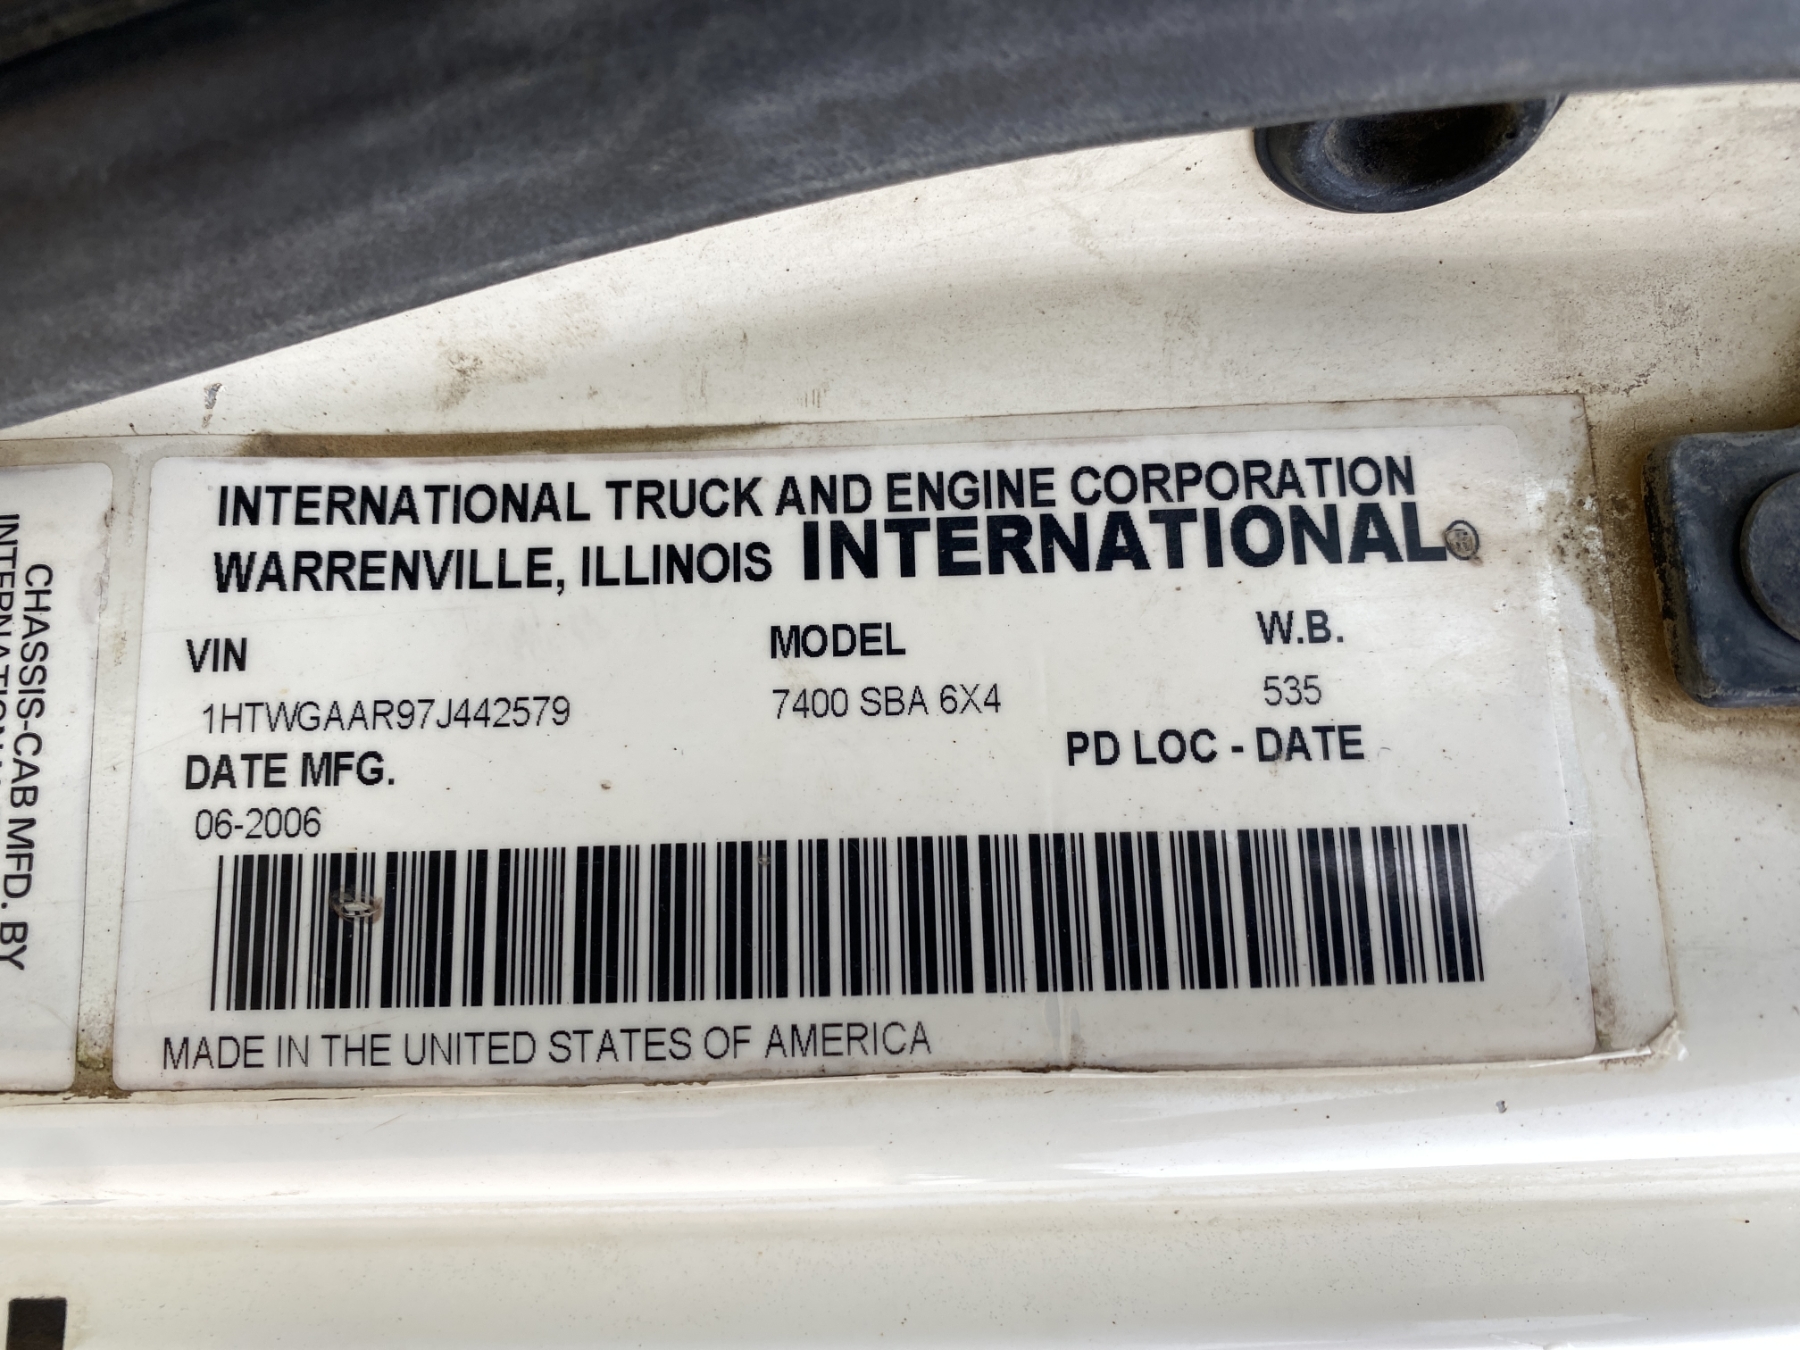 INTERNATIONAL TRUCK AND ENGINE CORPORATION
WARRENVILLE, ILLINOIS INTERNATIONAL®
VIN MODEL W.B.
1HTWGAAR97J442579 7400 SBA 6X4 535
DATE MFG. PD LOC - DATE
06-2006
MADE IN THE UNITED STATES OF AMERICA
CHASSIS-CAB MFD. BY
INTERNATIONAL